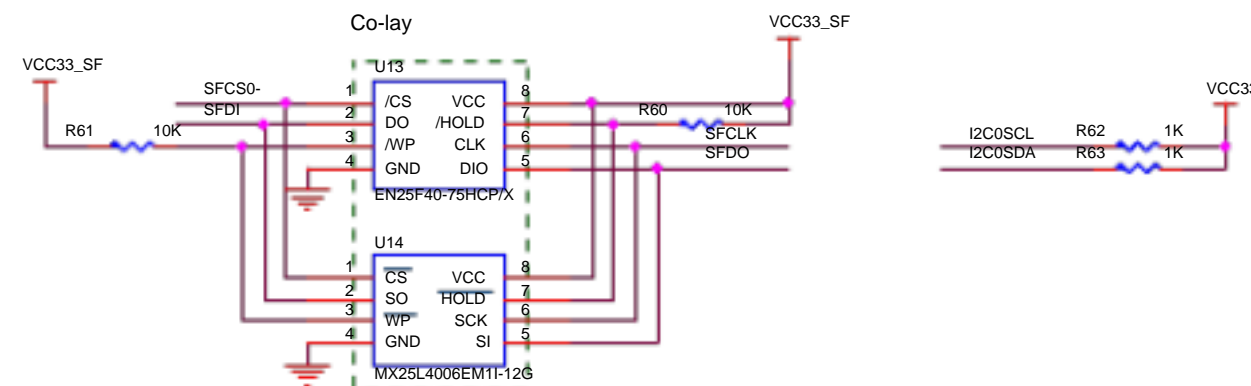 Co-lay
VCC33_SF
VCC33_SF
U13
SFCS0-
SFDI
R61 10K
1 /CS VCC 8
2 DO /HOLD 7
3 /WP CLK 6
4 GND DIO 5
EN25F40-75HCP/X
R60 10K
SFCLK
SFDO
VCC33
I2C0SCL R62 1K
I2C0SDA R63 1K
U14
1 CS VCC 8
2 SO HOLD 7
3 WP SCK 6
4 GND SI 5
MX25L4006EM1I-12G